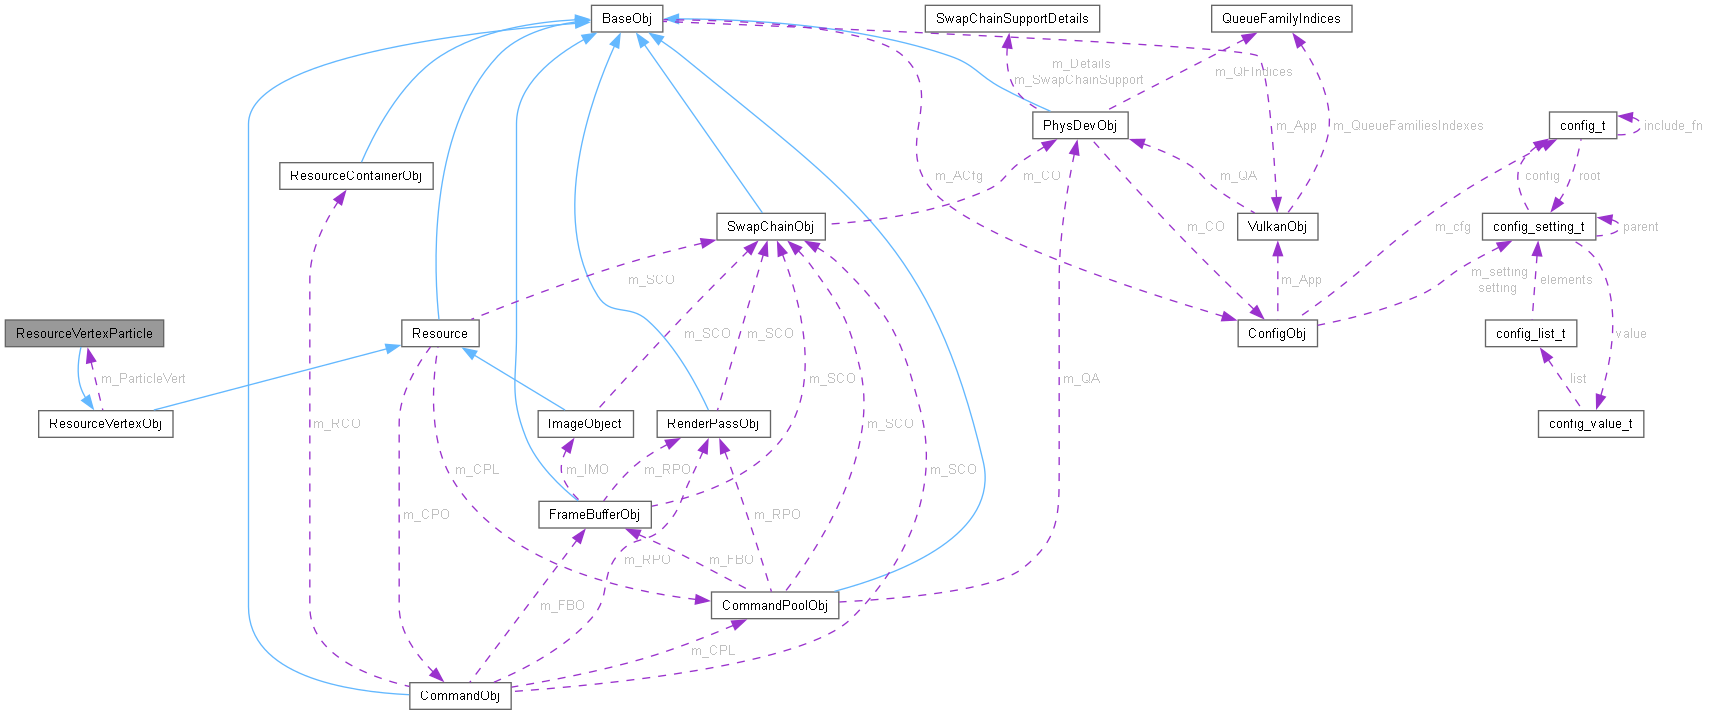 BaseObj
SwapChainSupportDetails
QueueFamilyIndices
m_Details
m_SwapChainSupport
m_QFIndices
PhysDevObj
m_App
m_QueueFamiliesIndexes
config_t
include_fn
ResourceContainerObj
m_ACfg
m_CO
m_QA
config
root
SwapChainObj
m_CO
VulkanObj
m_cfg
config_setting_t
parent
m_SCO
m_App
m_setting
setting
elements
ResourceVertexParticle
Resource
m_SCO
m_SCO
ConfigObj
config_list_t
value
m_ParticleVert
m_SCO
m_QA
list
ResourceVertexObj
m_RCO
ImageObject
RenderPassObj
m_SCO
config_value_t
m_CPL
m_IMO
m_RPO
m_SCO
m_CPO
FrameBufferObj
m_RPO
m_RPO
m_FBO
m_FBO
CommandPoolObj
m_CPL
CommandObj